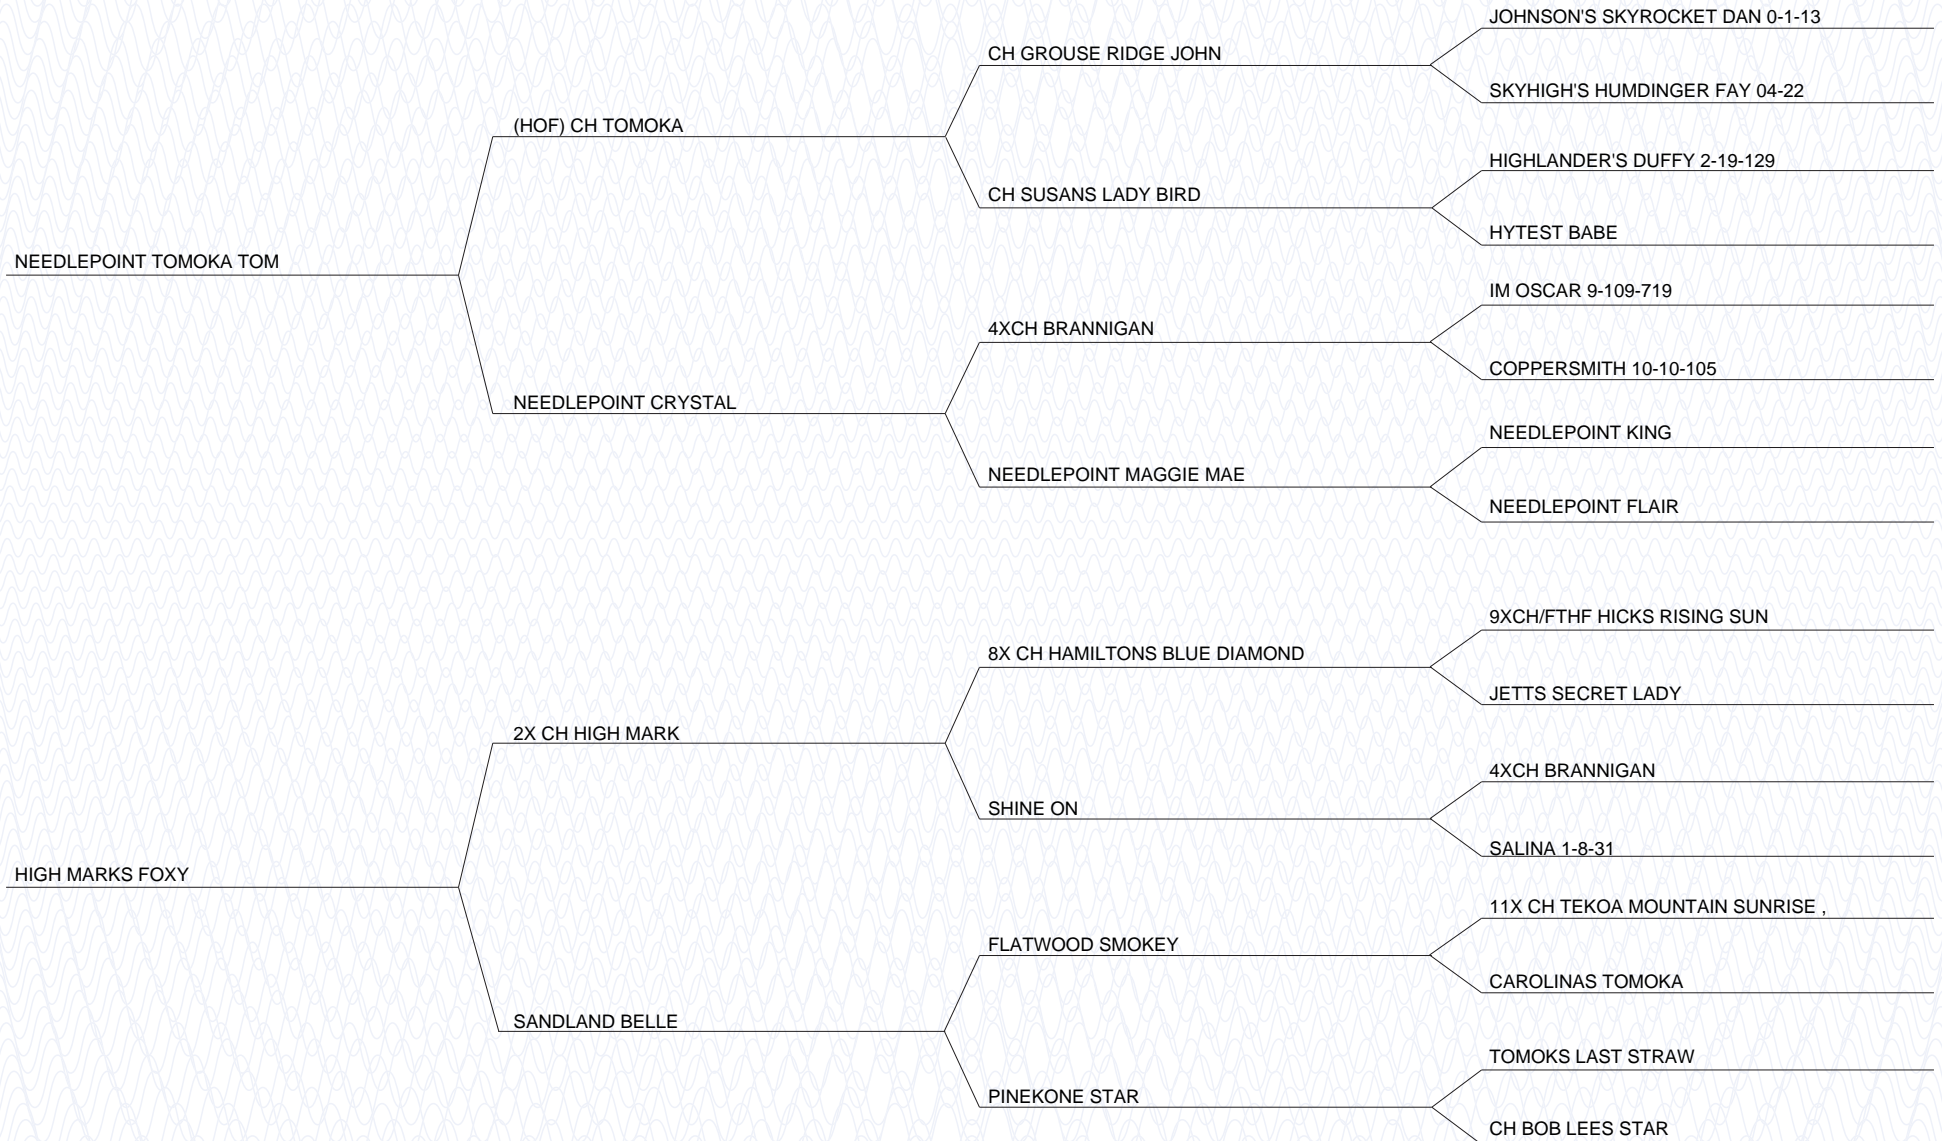 JOHNSON'S SKYROCKET DAN 0-1-13
CH GROUSE RIDGE JOHN
SKYHIGH'S HUMDINGER FAY 04-22
(HOF) CH TOMOKA
HIGHLANDER'S DUFFY 2-19-129
CH SUSANS LADY BIRD
HYTEST BABE
NEEDLEPOINT TOMOKA TOM
IM OSCAR 9-109-719
4XCH BRANNIGAN
COPPERSMITH 10-10-105
NEEDLEPOINT CRYSTAL
NEEDLEPOINT KING
NEEDLEPOINT MAGGIE MAE
NEEDLEPOINT FLAIR
9XCH/FTHF HICKS RISING SUN
8X CH HAMILTONS BLUE DIAMOND
JETTS SECRET LADY
2X CH HIGH MARK
4XCH BRANNIGAN
SHINE ON
SALINA 1-8-31
HIGH MARKS FOXY
11X CH TEKOA MOUNTAIN SUNRISE ,
FLATWOOD SMOKEY
CAROLINAS TOMOKA
SANDLAND BELLE
TOMOKS LAST STRAW
PINEKONE STAR
CH BOB LEES STAR